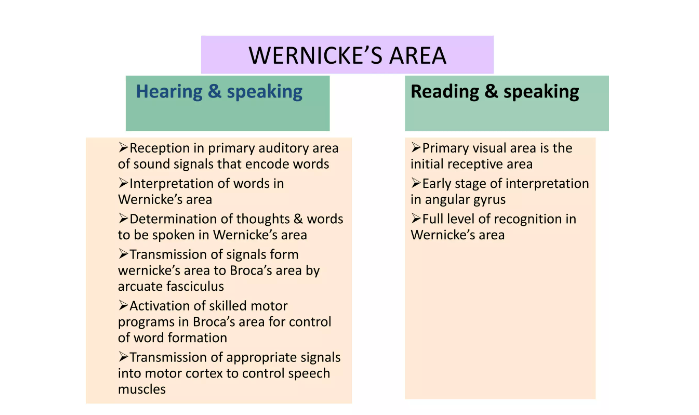 WERNICKE’S AREA
Hearing & speaking
➢Reception in primary auditory area
of sound signals that encode words
➢Interpretation of words in
Wernicke’s area
➢Determination of thoughts & words
to be spoken in Wernicke’s area
➢Transmission of signals form
wernicke’s area to Broca’s area by
arcuate fasciculus
➢Activation of skilled motor
programs in Broca’s area for control
of word formation
➢Transmission of appropriate signals
into motor cortex to control speech
muscles
Reading & speaking
➢Primary visual area is the
initial receptive area
➢Early stage of interpretation
in angular gyrus
➢Full level of recognition in
Wernicke’s area